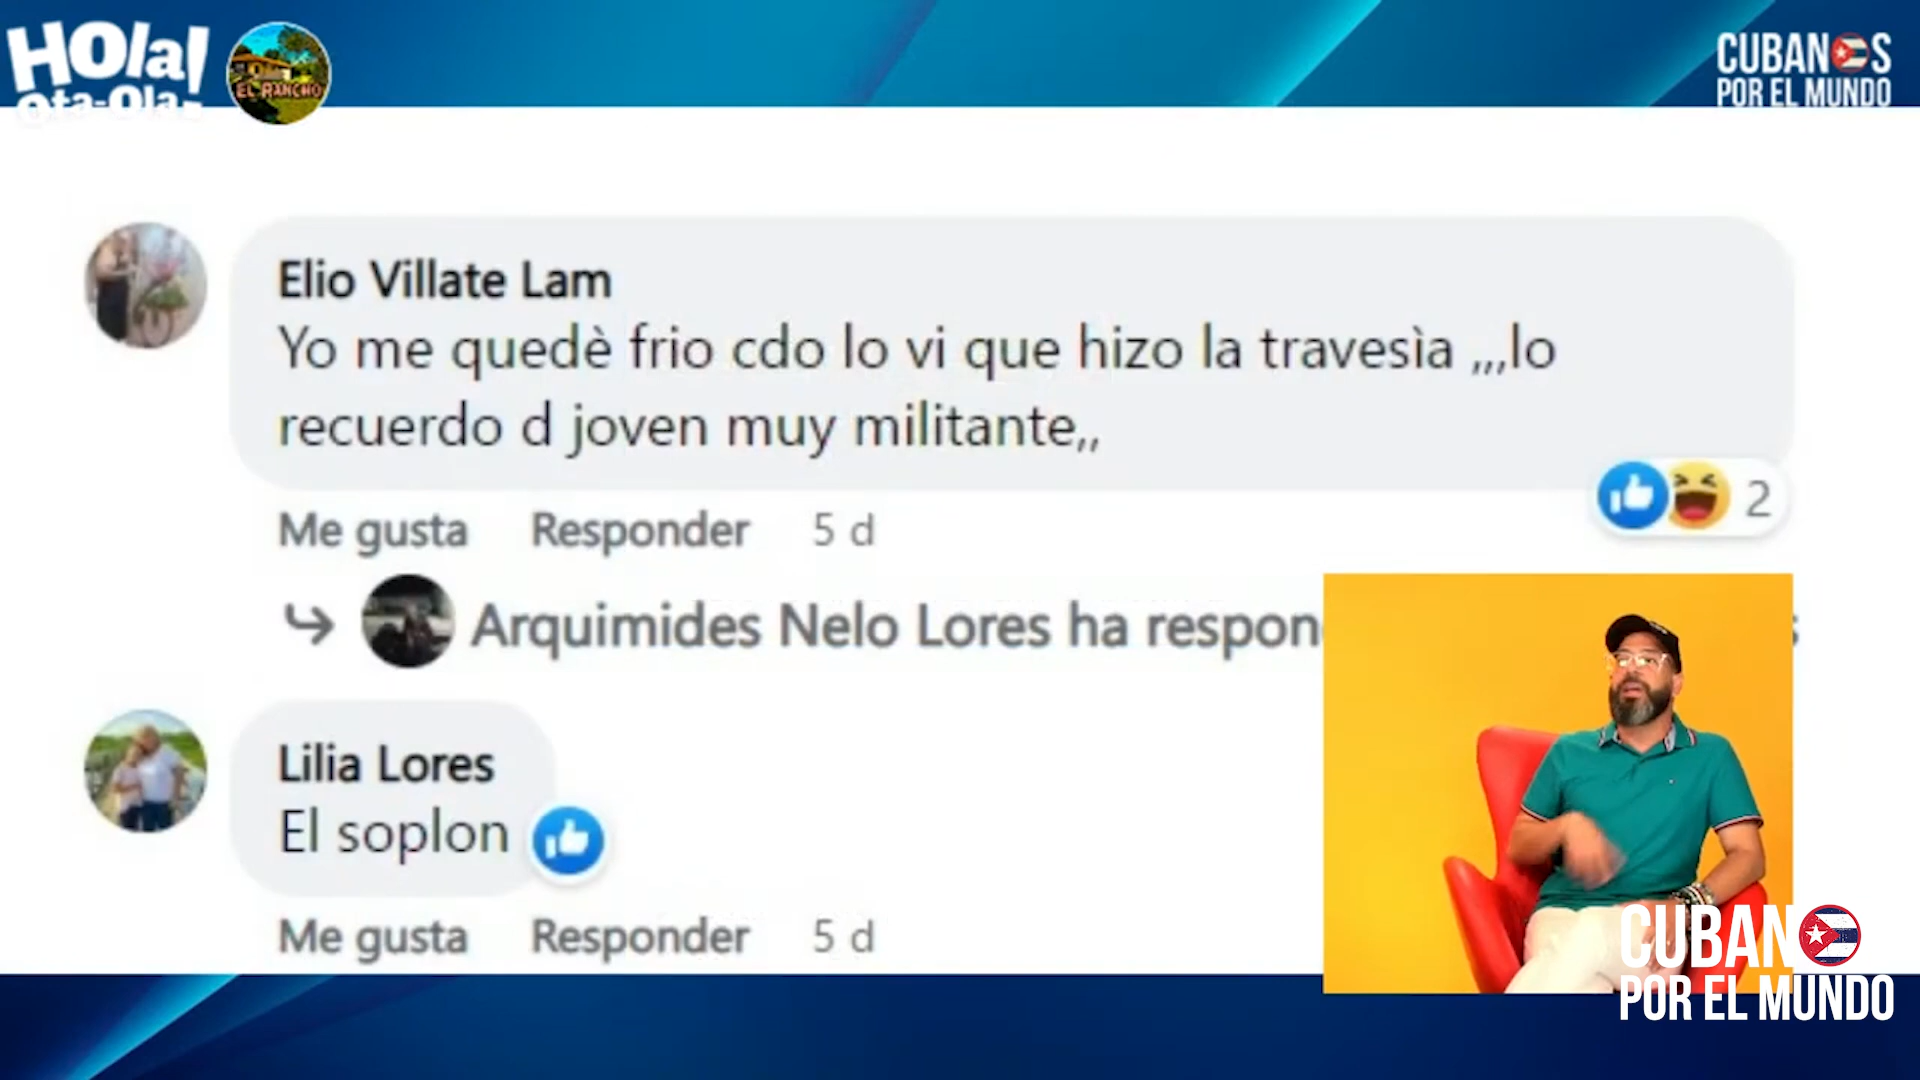 HOla!
Ota-Ola
EL RANCHO
CUBANOS
POR EL MUNDO
Elio Villate Lam
Yo me quedè frio cdo lo vi que hizo la travesìa ,,,lo
recuerdo d joven muy militante,,
2
Me gusta Responder 5 d
Arquimides Nelo Lores ha respon
Lilia Lores
El soplon
Me gusta Responder 5 d
CUBANO
POR EL MUNDO